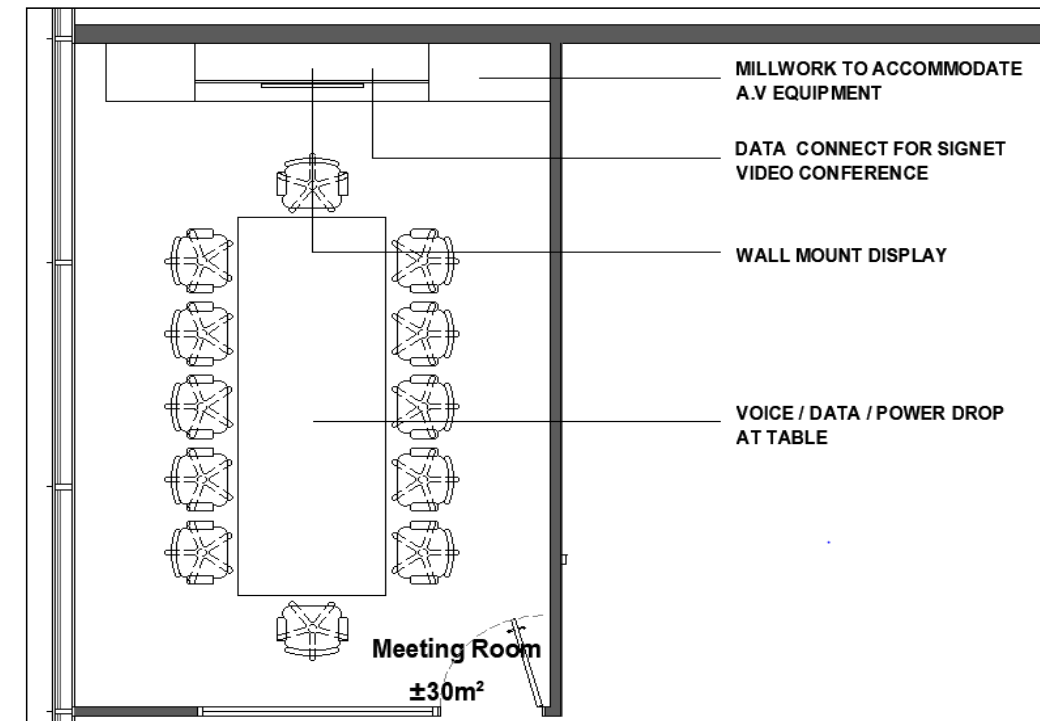 MILLWORK TO ACCOMMODATE
A.V EQUIPMENT
DATA CONNECT FOR SIGNET
VIDEO CONFERENCE
WALL MOUNT DISPLAY
VOICE / DATA / POWER DROP
AT TABLE
Meeting Room
±30m²